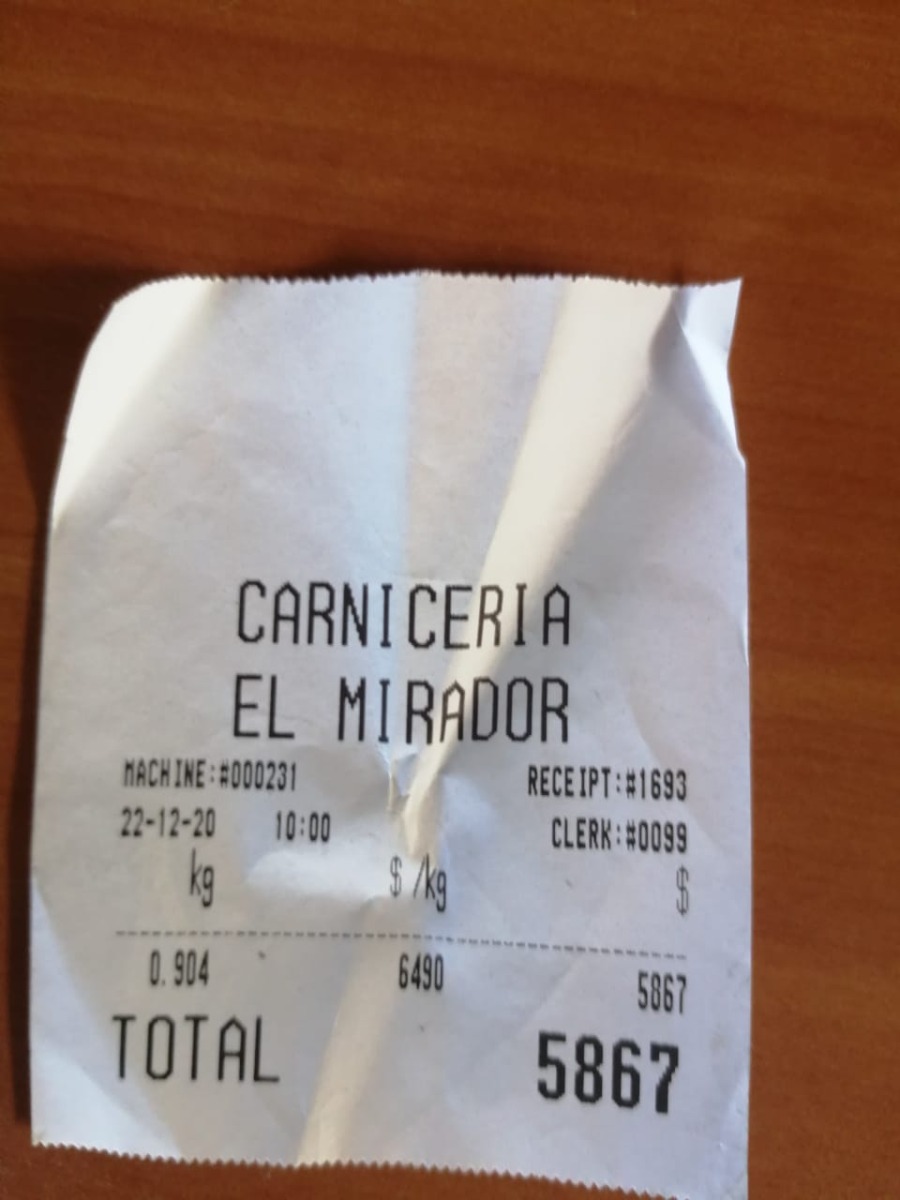 CARNICERIA
EL MIRADOR
MACHINE:#000231 RECEIPT:#1693
22-12-20 10:00 CLERK:#0099
kg $/kg $
0.904 6490 5867
TOTAL 5867